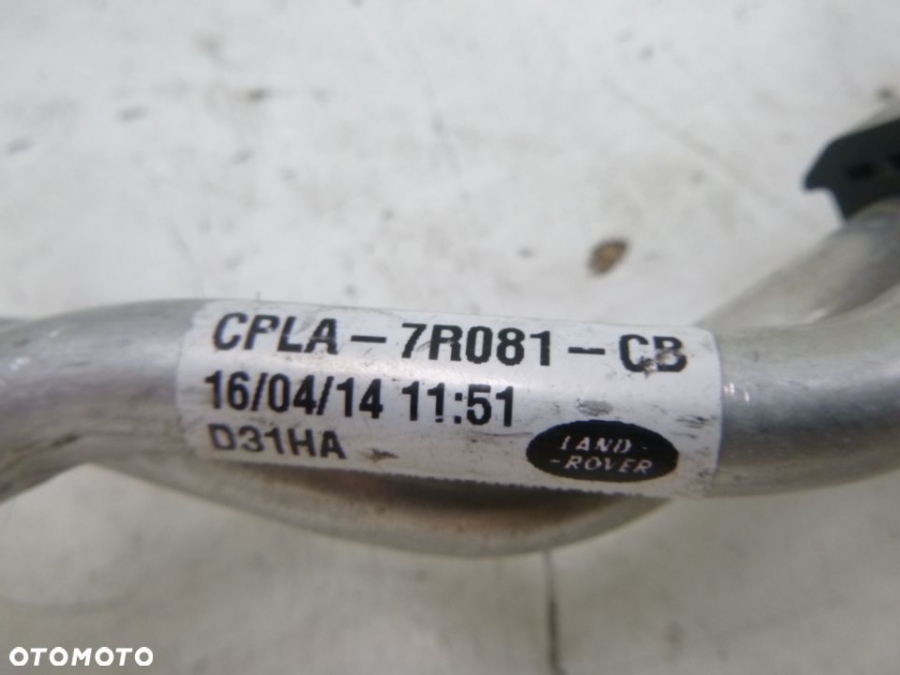 CPLA - 7R081 - CB
16/04/14 11:51
D31HA
LAND -
- ROVER
OTOMOTO